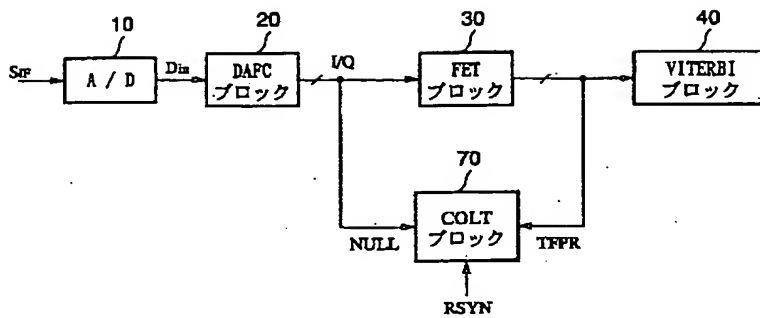 10
20
30
40
SIF
A / D
Din
DAFC
ブロック
I/Q
FET
ブロック
VITERBI
ブロック
70
COLT
ブロック
NULL
TFPR
RSYN